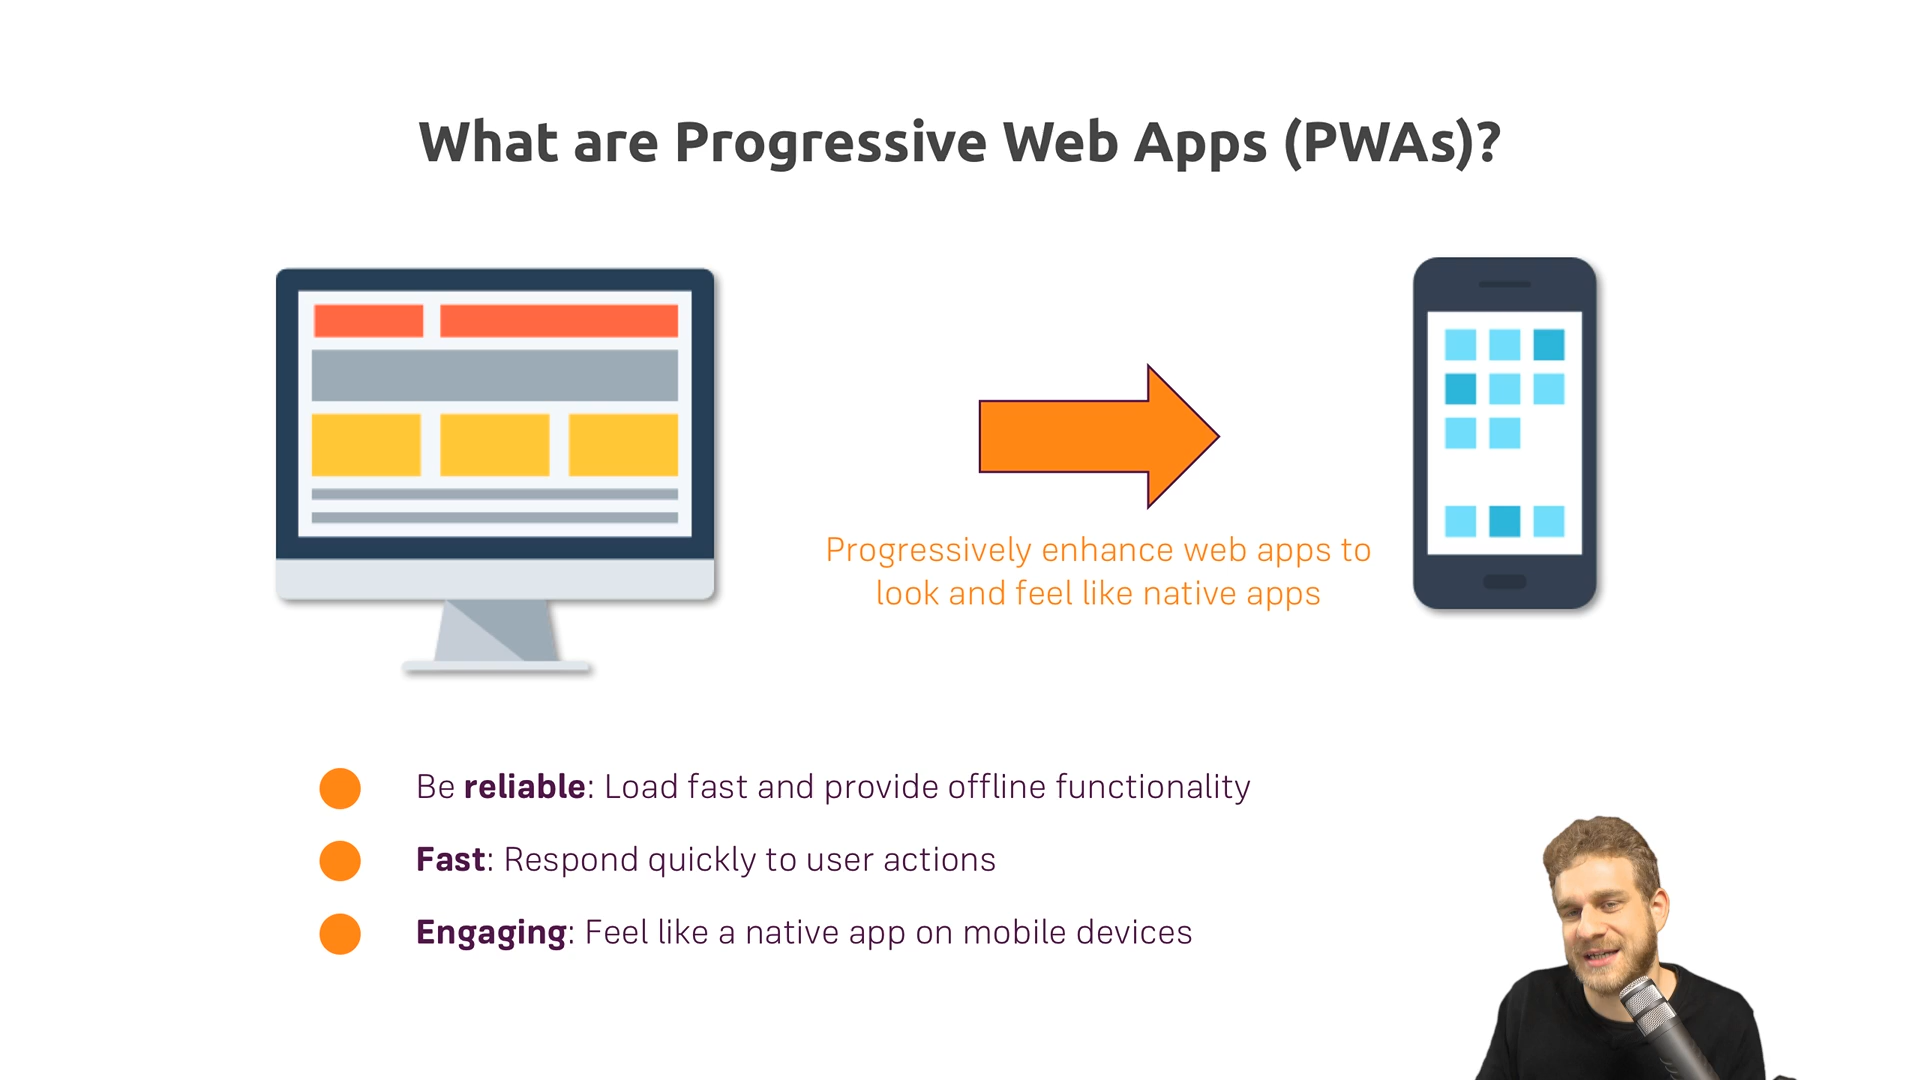 What are Progressive Web Apps (PWAs)?
Progressively enhance web apps to
look and feel like native apps
Be reliable: Load fast and provide offline functionality
Fast: Respond quickly to user actions
Engaging: Feel like a native app on mobile devices